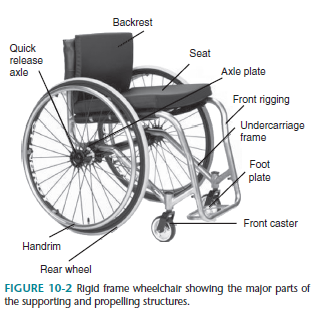 Backrest
Quick
release
axle
Seat
Axle plate
Front rigging
Undercarriage
frame
Foot
plate
Front caster
Handrim
Rear wheel
FIGURE 10-2 Rigid frame wheelchair showing the major parts of
the supporting and propelling structures.